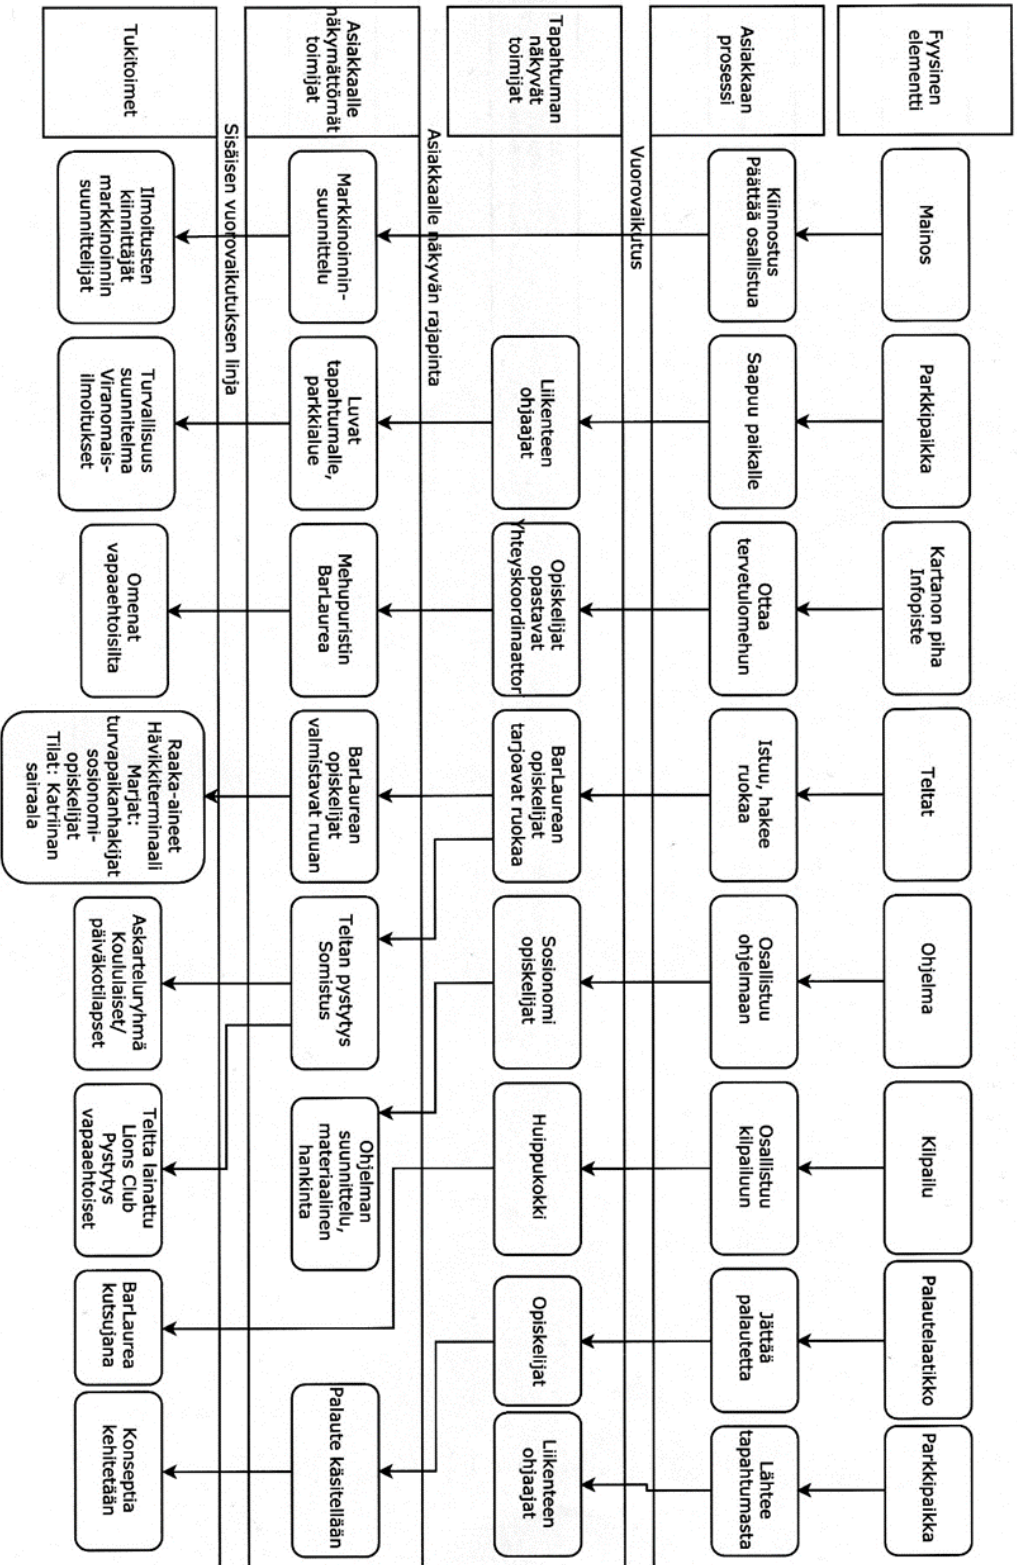 Fyysinen
elementti
Mainos
Parkkipaikka
Kartanon piha
Infopiste
Teltat
Ohjelma
Kilpailu
Palautelaatikko
Parkkipaikka
Asiakkaan
prosessi
Kiinnostus
Päättää osallistua
Saapuu paikalle
Ottaa
tervetulomehun
Istuu, hakee
ruokaa
Osallistuu
ohjelmaan
Osallistuu
kilpailuun
Jättää
palautetta
Lähtee
tapahtumasta
Vuorovaikutus
Tapahtuman
näkyvät
toimijat
Liikenteen
ohjaajat
Opiskelijat
opastavat
Yhteyskoordinaattor
BarLaurean
opiskelijat
tarjoavat ruokaa
Sosionomi
opiskelijat
Huippukokki
Opiskelijat
Liikenteen
ohjaajat
Asiakkaalle näkyvän rajapinta
Asiakkaalle
näkymättömät
toimijat
Markkinoinnin-
suunnittelu
Luvat
tapahtumalle,
parkkialue
Mehupuristin
BarLaurea
BarLaurean
opiskelijat
valmistavat ruuan
Teltan pystytys
Somistus
Ohjelman
suunnittelu,
materiaalinen
hankinta
Palaute käsitellään
Sisäisen vuorovaikutuksen linja
Tukitoimet
Ilmoitusten
kiinnittäjät
markkinoinnin
suunnittelijat
Turvallisuus
suunnitelma
Viranomais-
ilmoitukset
Omenat
vapaaehtoisilta
Raaka-aineet
Hävikkiterminaali
Marjat:
turvapaikanhakijat
sosionomi-
opiskelijat
Tilat: Katriinan
sairaala
Askarteluryhmä
Koululaiset/
päiväkotilapset
Teltta lainattu
Lions Club
Pystytys
vapaaehtoiset
BarLaurea
kutsujana
Konseptia
kehitetään